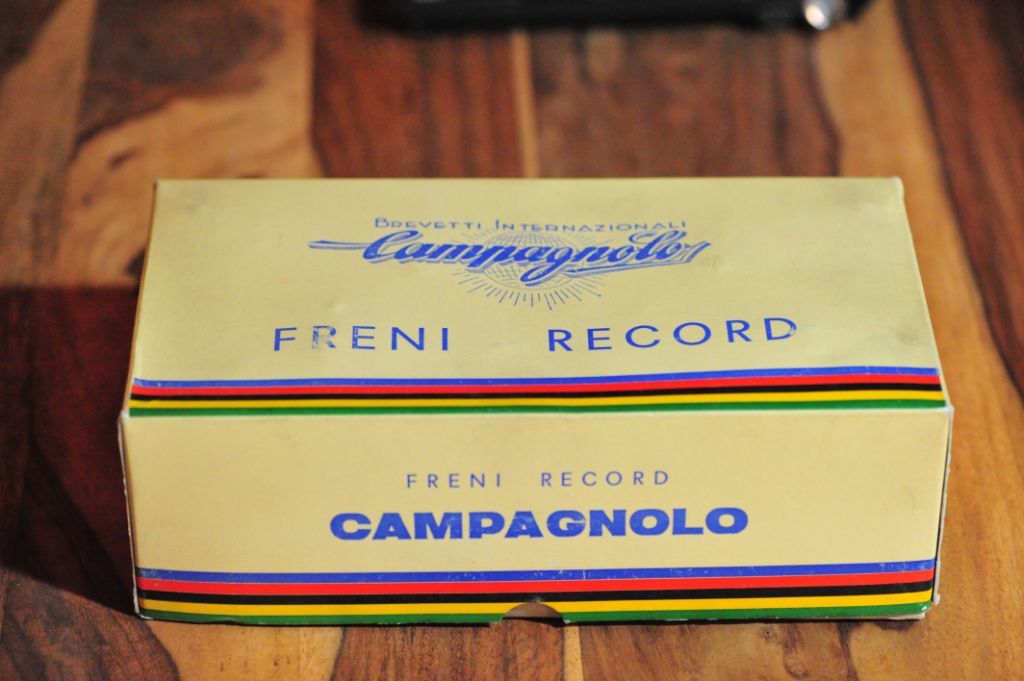 BREVETTI INTERNAZIONALI
Campagnolo
FRENI RECORD
FRENI RECORD
CAMPAGNOLO